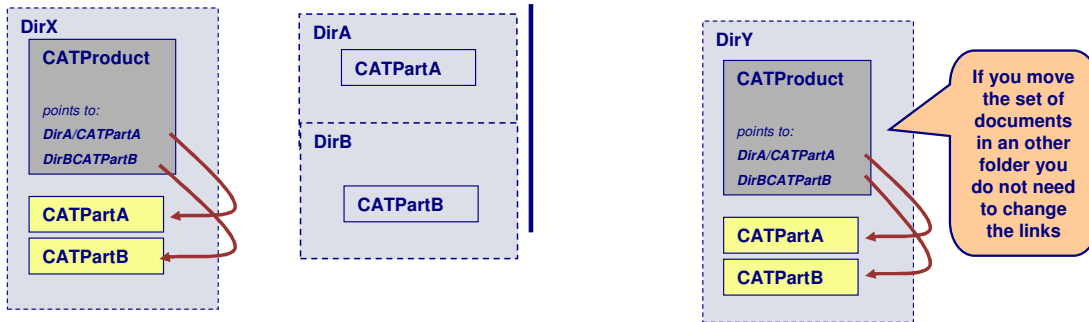 DirX
CATProduct
points to:
DirA/CATPartA
DirBCATPartB
CATPartA
CATPartB
DirA
CATPartA
DirB
CATPartB
DirY
CATProduct
points to:
DirA/CATPartA
DirBCATPartB
CATPartA
CATPartB
If you move
the set of
documents
in an other
folder you
do not need
to change
the links